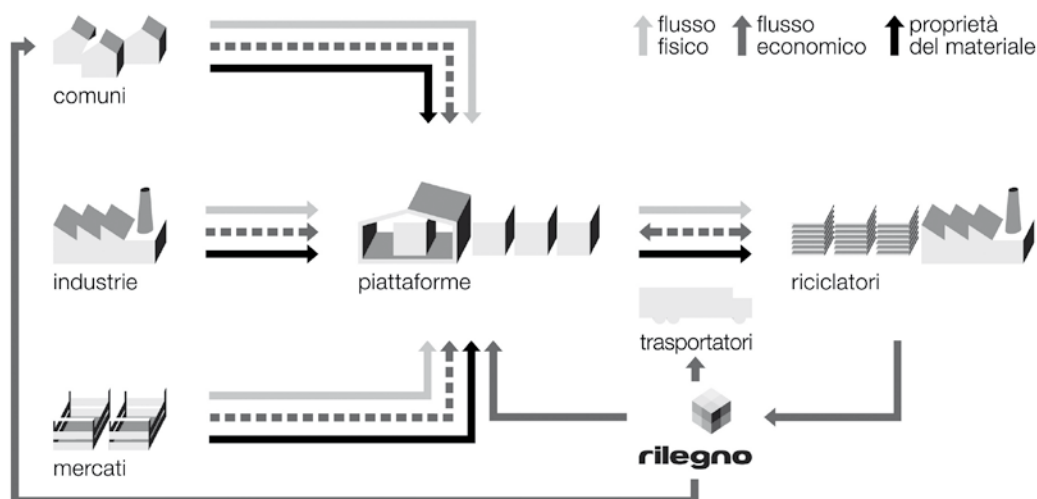 flusso
fisico
flusso
economico
proprietà
del materiale
comuni
industrie
piattaforme
riciclatori
trasportatori
mercati
rilegno